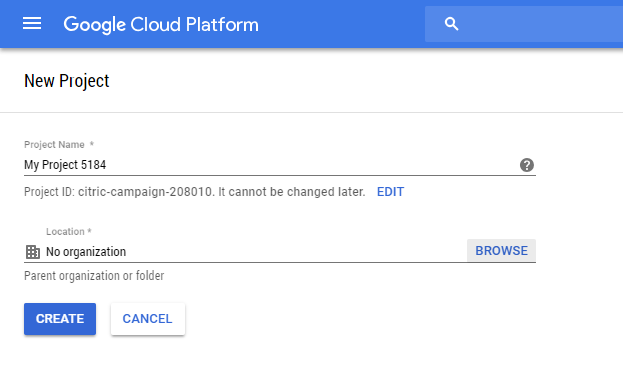 Google Cloud Platform
New Project
Project Name *
My Project 5184
Project ID: citric-campaign-208010. It cannot be changed later. EDIT
Location *
No organization BROWSE
Parent organization or folder
CREATE CANCEL